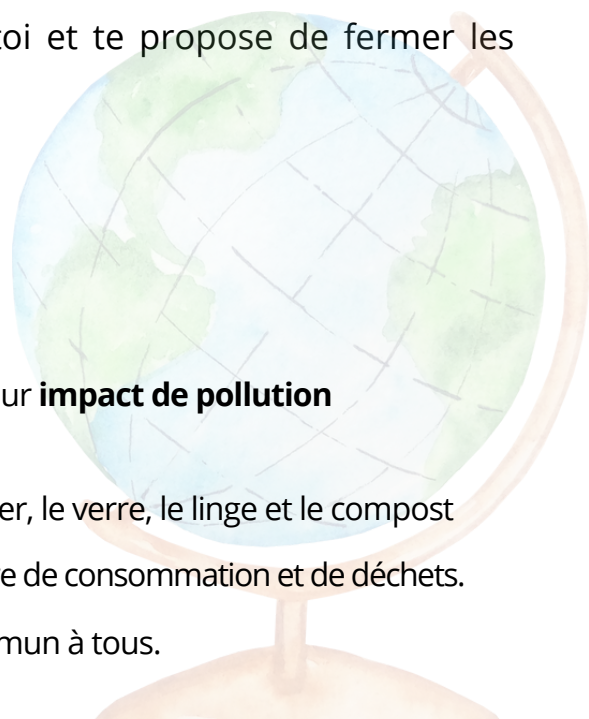 toi et te propose de fermer les
ur impact de pollution
er, le verre, le linge et le compost
e de consommation et de déchets.
mun à tous.